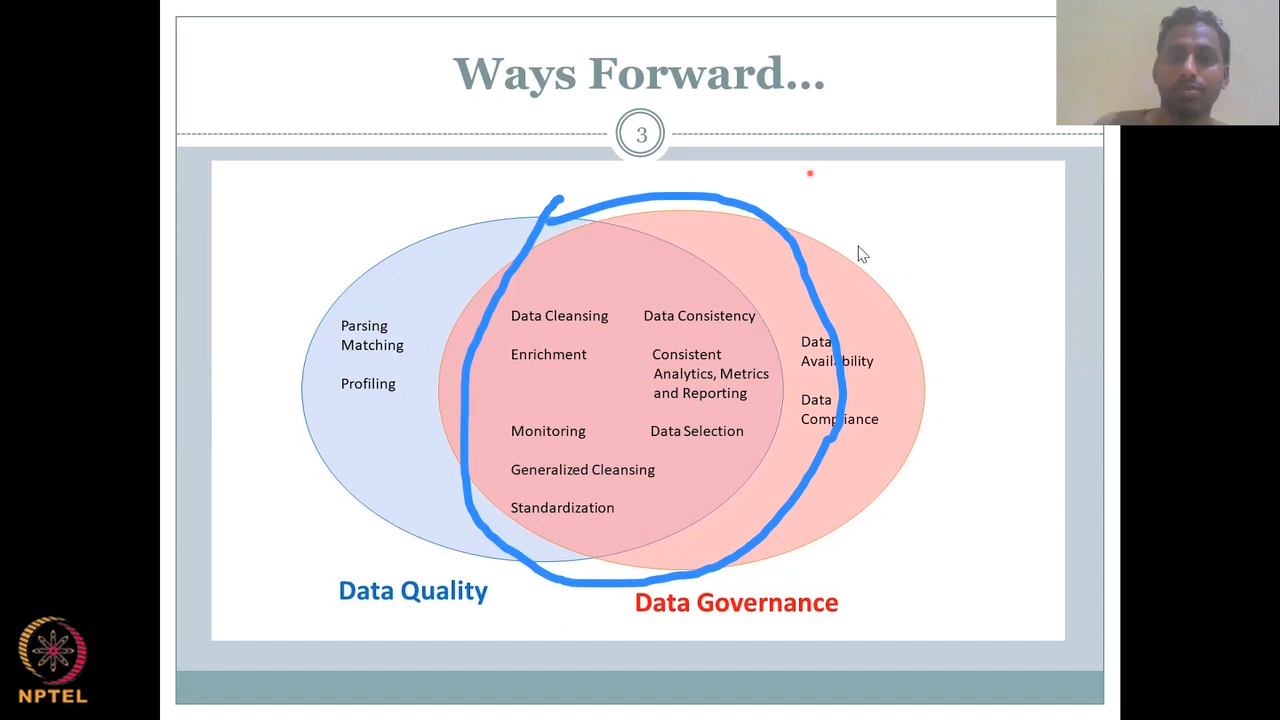 Ways Forward...
3
Parsing
Matching
Profiling
Data Cleansing
Enrichment
Monitoring
Generalized Cleansing
Standardization
Data Consistency
Consistent
Analytics, Metrics
and Reporting
Data Selection
Data
Availability
Data
Compliance
Data Quality
Data Governance
NPTEL